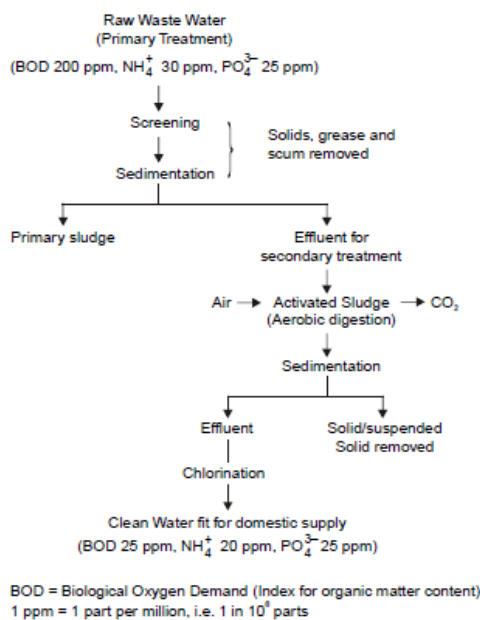 Raw Waste Water
(Primary Treatment)
(BOD 200 ppm, NH₄⁺ 30 ppm, PO₄³⁻ 25 ppm)
Screening
Solids, grease and
scum removed
Sedimentation
Primary sludge
Effluent for
secondary treatment
Air
Activated Sludge
(Aerobic digestion)
CO₂
Sedimentation
Effluent
Solid/suspended
Solid removed
Chlorination
Clean Water fit for domestic supply
(BOD 25 ppm, NH₄⁺ 20 ppm, PO₄³⁻ 25 ppm)
BOD = Biological Oxygen Demand (Index for organic matter content)
1 ppm = 1 part per million, i.e. 1 in 10⁶ parts